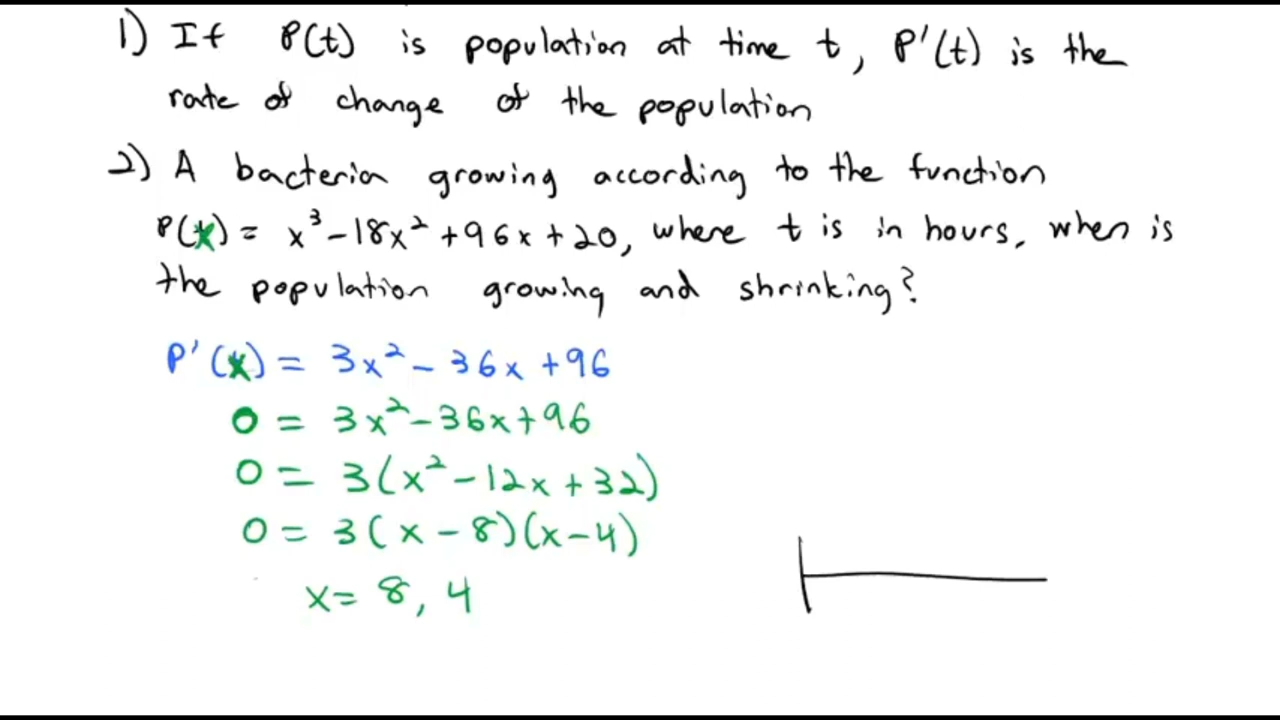 1) If P(t) is population at time t, P'(t) is the
rate of change of the population
2) A bacteria growing according to the function
P(x) = x³ - 18x² + 96x + 20, where t is in hours, when is
the population growing and shrinking?
P'(x) = 3x² - 36x + 96
0 = 3x² - 36x + 96
0 = 3(x² - 12x + 32)
0 = 3(x - 8)(x - 4)
x = 8, 4